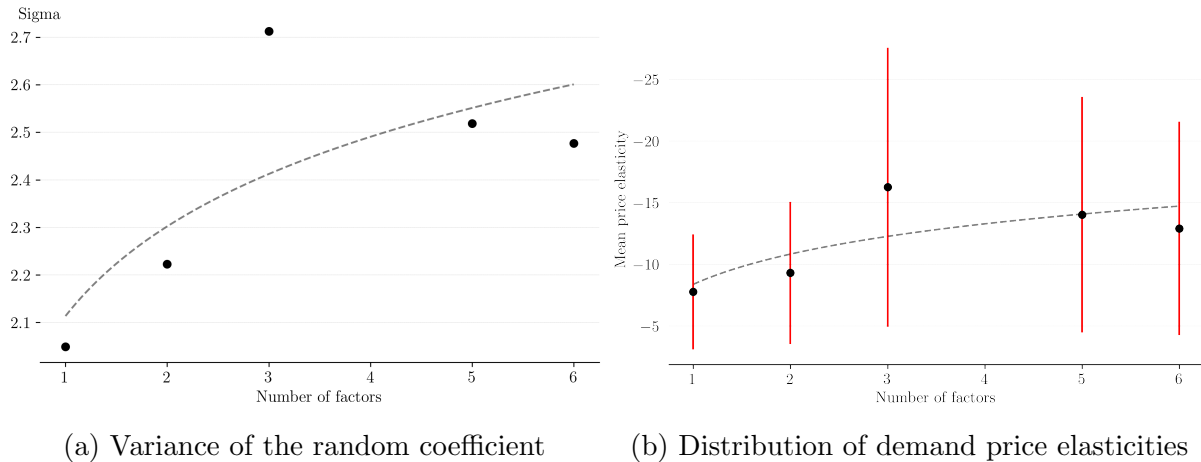 Sigma
2.7
2.6
2.5
2.4
2.3
2.2
2.1
1 2 3 4 5 6
Number of factors
(a) Variance of the random coefficient
Mean price elasticity
−25
−20
−15
−10
−5
1 2 3 4 5 6
Number of factors
(b) Distribution of demand price elasticities